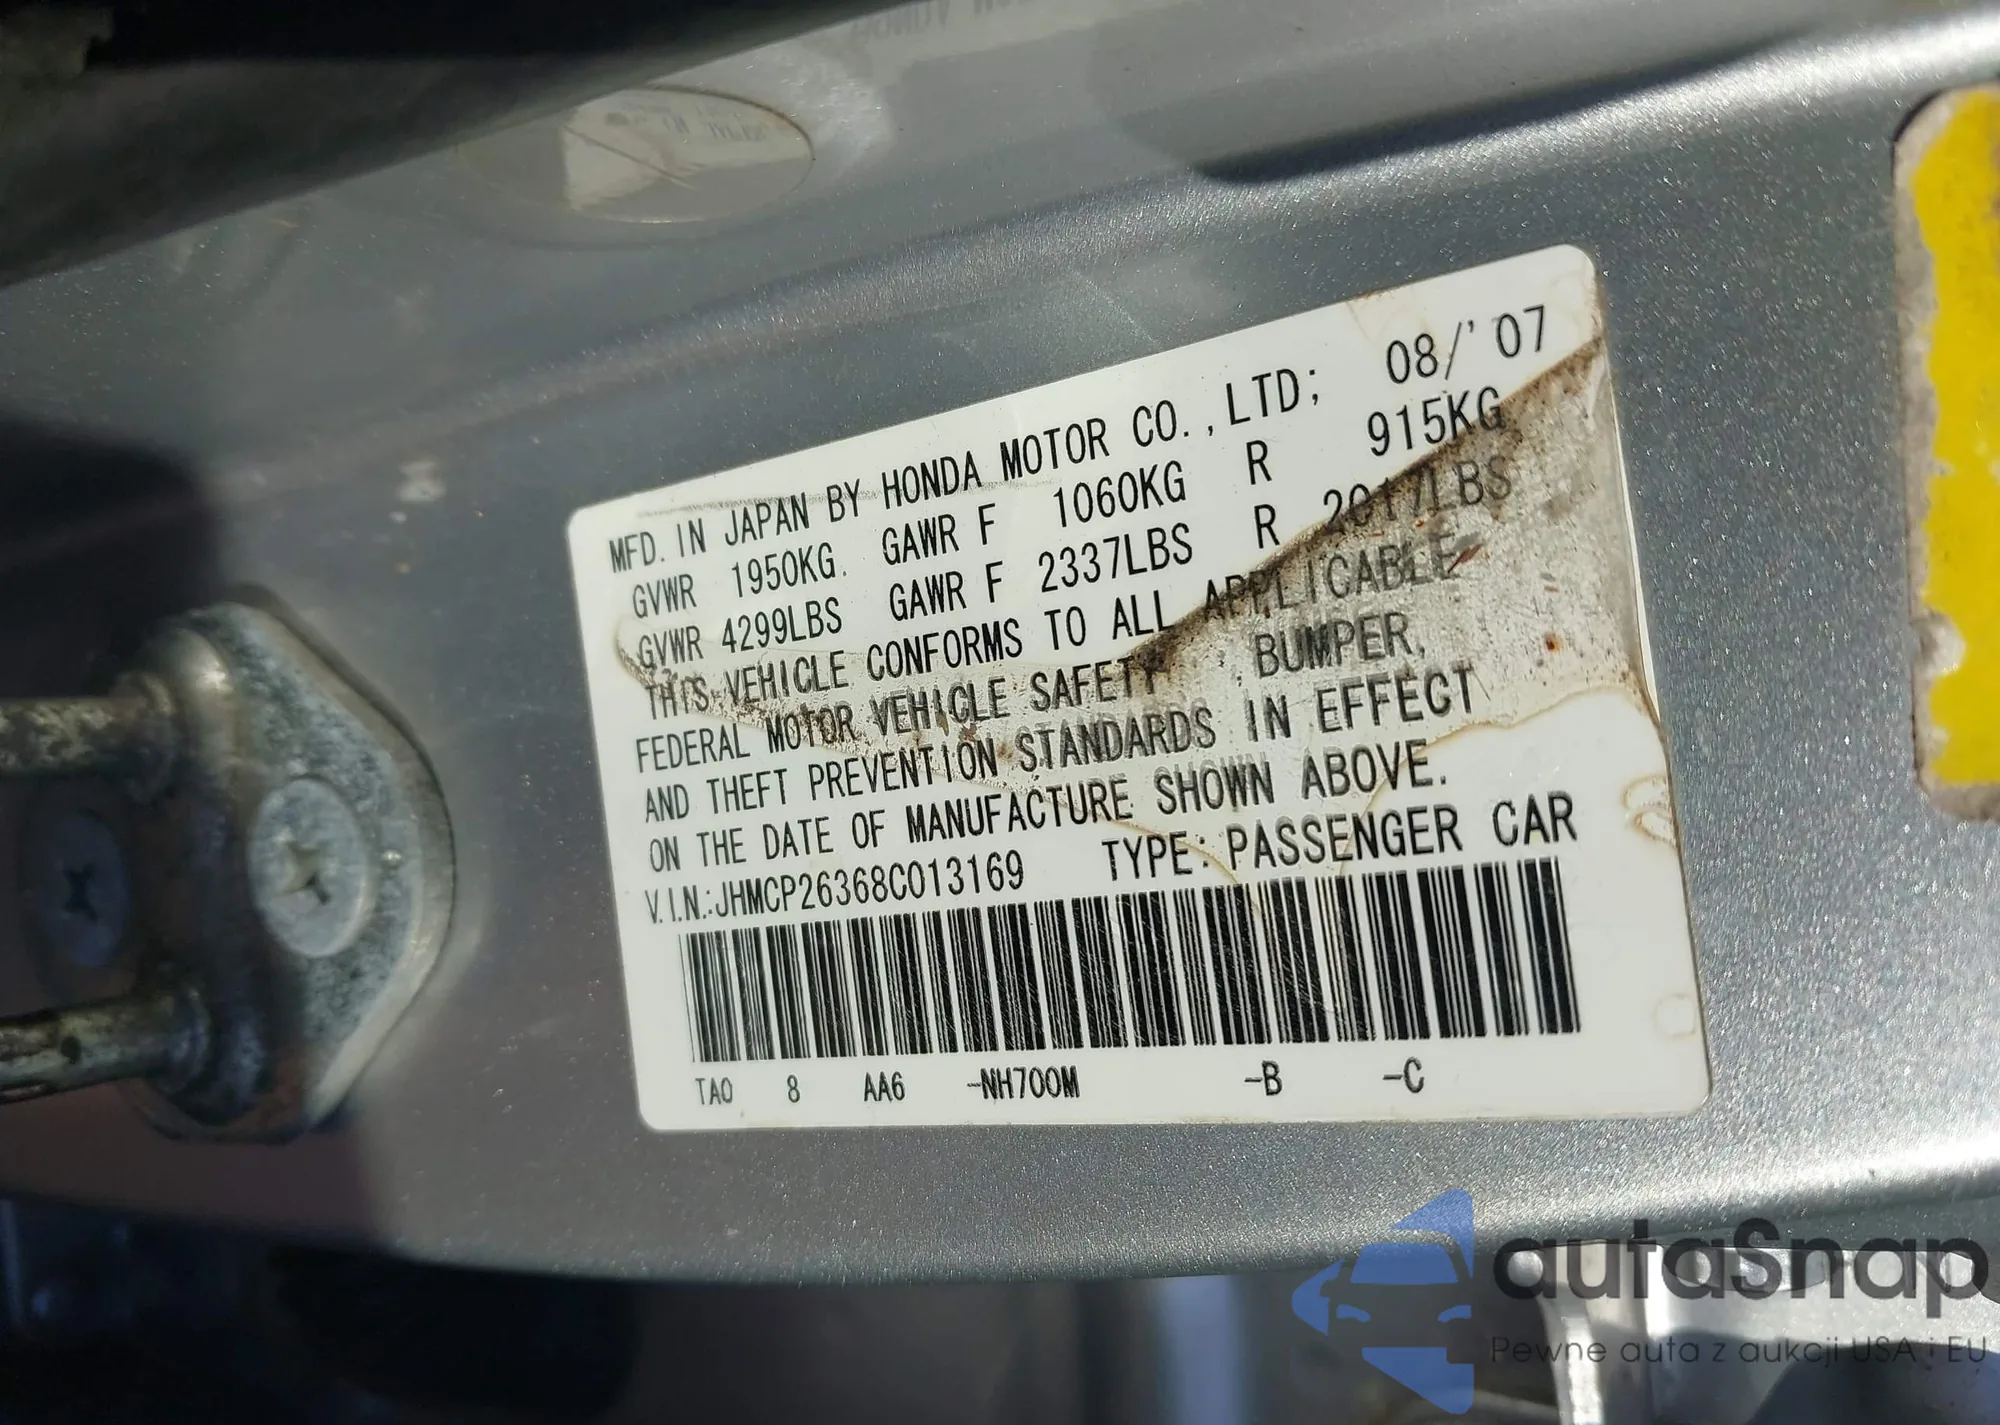 MFD. IN JAPAN BY HONDA MOTOR CO.,LTD; 08/'07
GVWR 1950KG. GAWR F 1060KG R 915KG
GVWR 4299LBS GAWR F 2337LBS R 2017LBS
THIS VEHICLE CONFORMS TO ALL APPLICABLE
FEDERAL MOTOR VEHICLE SAFETY BUMPER,
AND THEFT PREVENTION STANDARDS IN EFFECT
ON THE DATE OF MANUFACTURE SHOWN ABOVE.
V.I.N.:JHMCP26368C013169 TYPE:PASSENGER CAR
TA0 8 AA6 -NH700M -B -C
autaSnap
Pewne auta z aukcji USA i EU